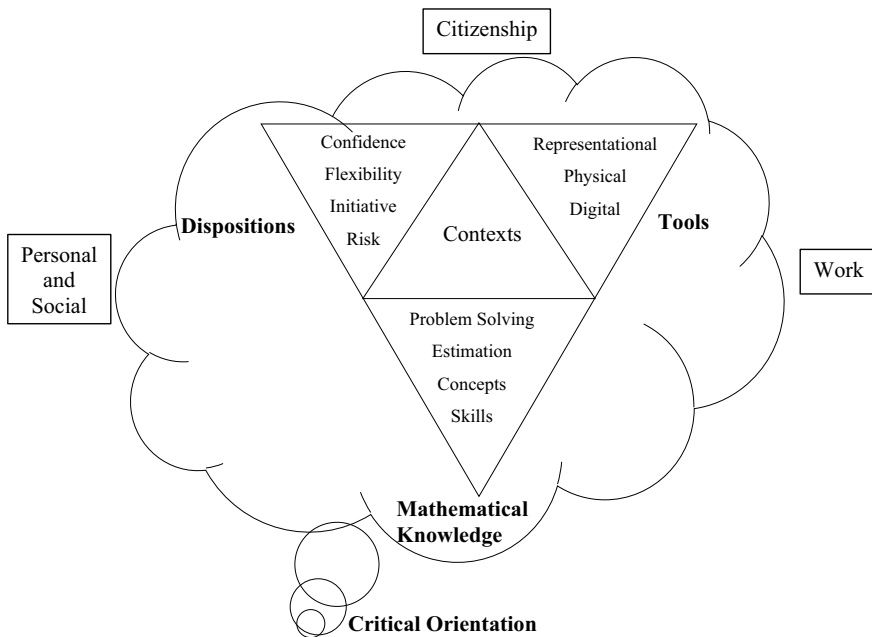 Citizenship
Confidence
Flexibility
Initiative
Risk
Dispositions
Representational
Physical
Digital
Tools
Contexts
Personal
and
Social
Work
Problem Solving
Estimation
Concepts
Skills
Mathematical
Knowledge
Critical Orientation